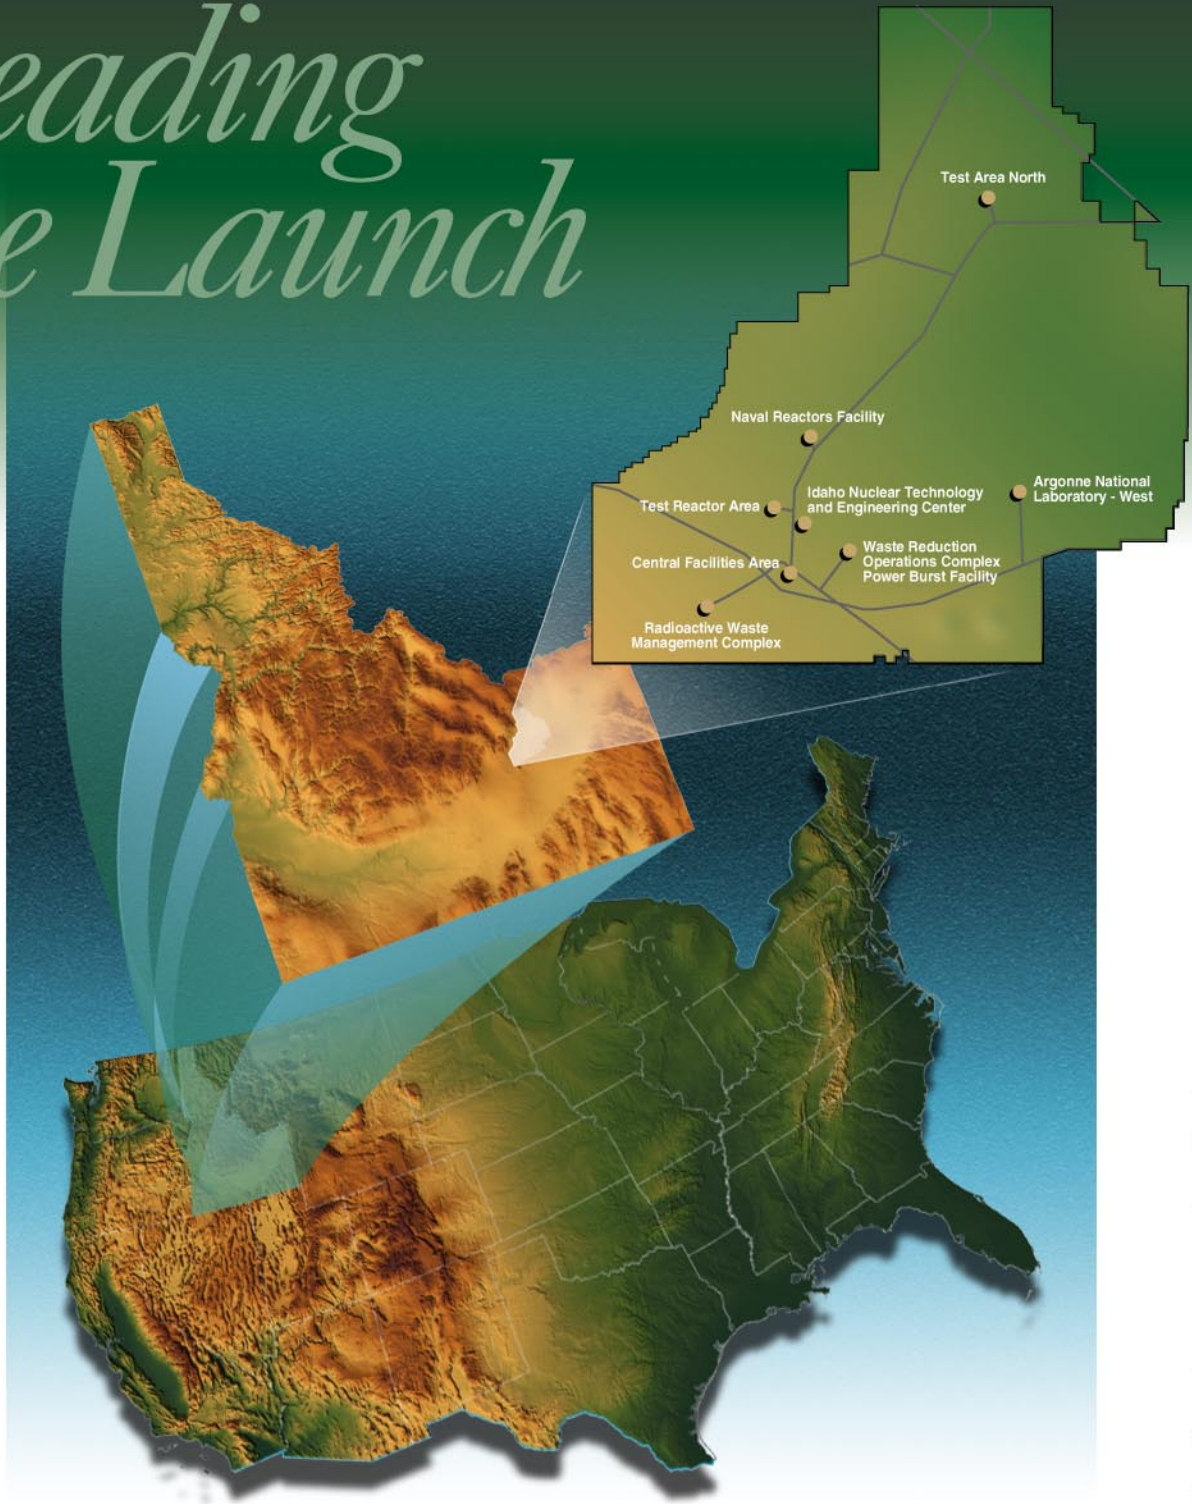 eading
e Launch
Test Area North
Naval Reactors Facility
Argonne National
Laboratory - West
Idaho Nuclear Technology
and Engineering Center
Test Reactor Area
Waste Reduction
Operations Complex
Power Burst Facility
Central Facilities Area
Radioactive Waste
Management Complex